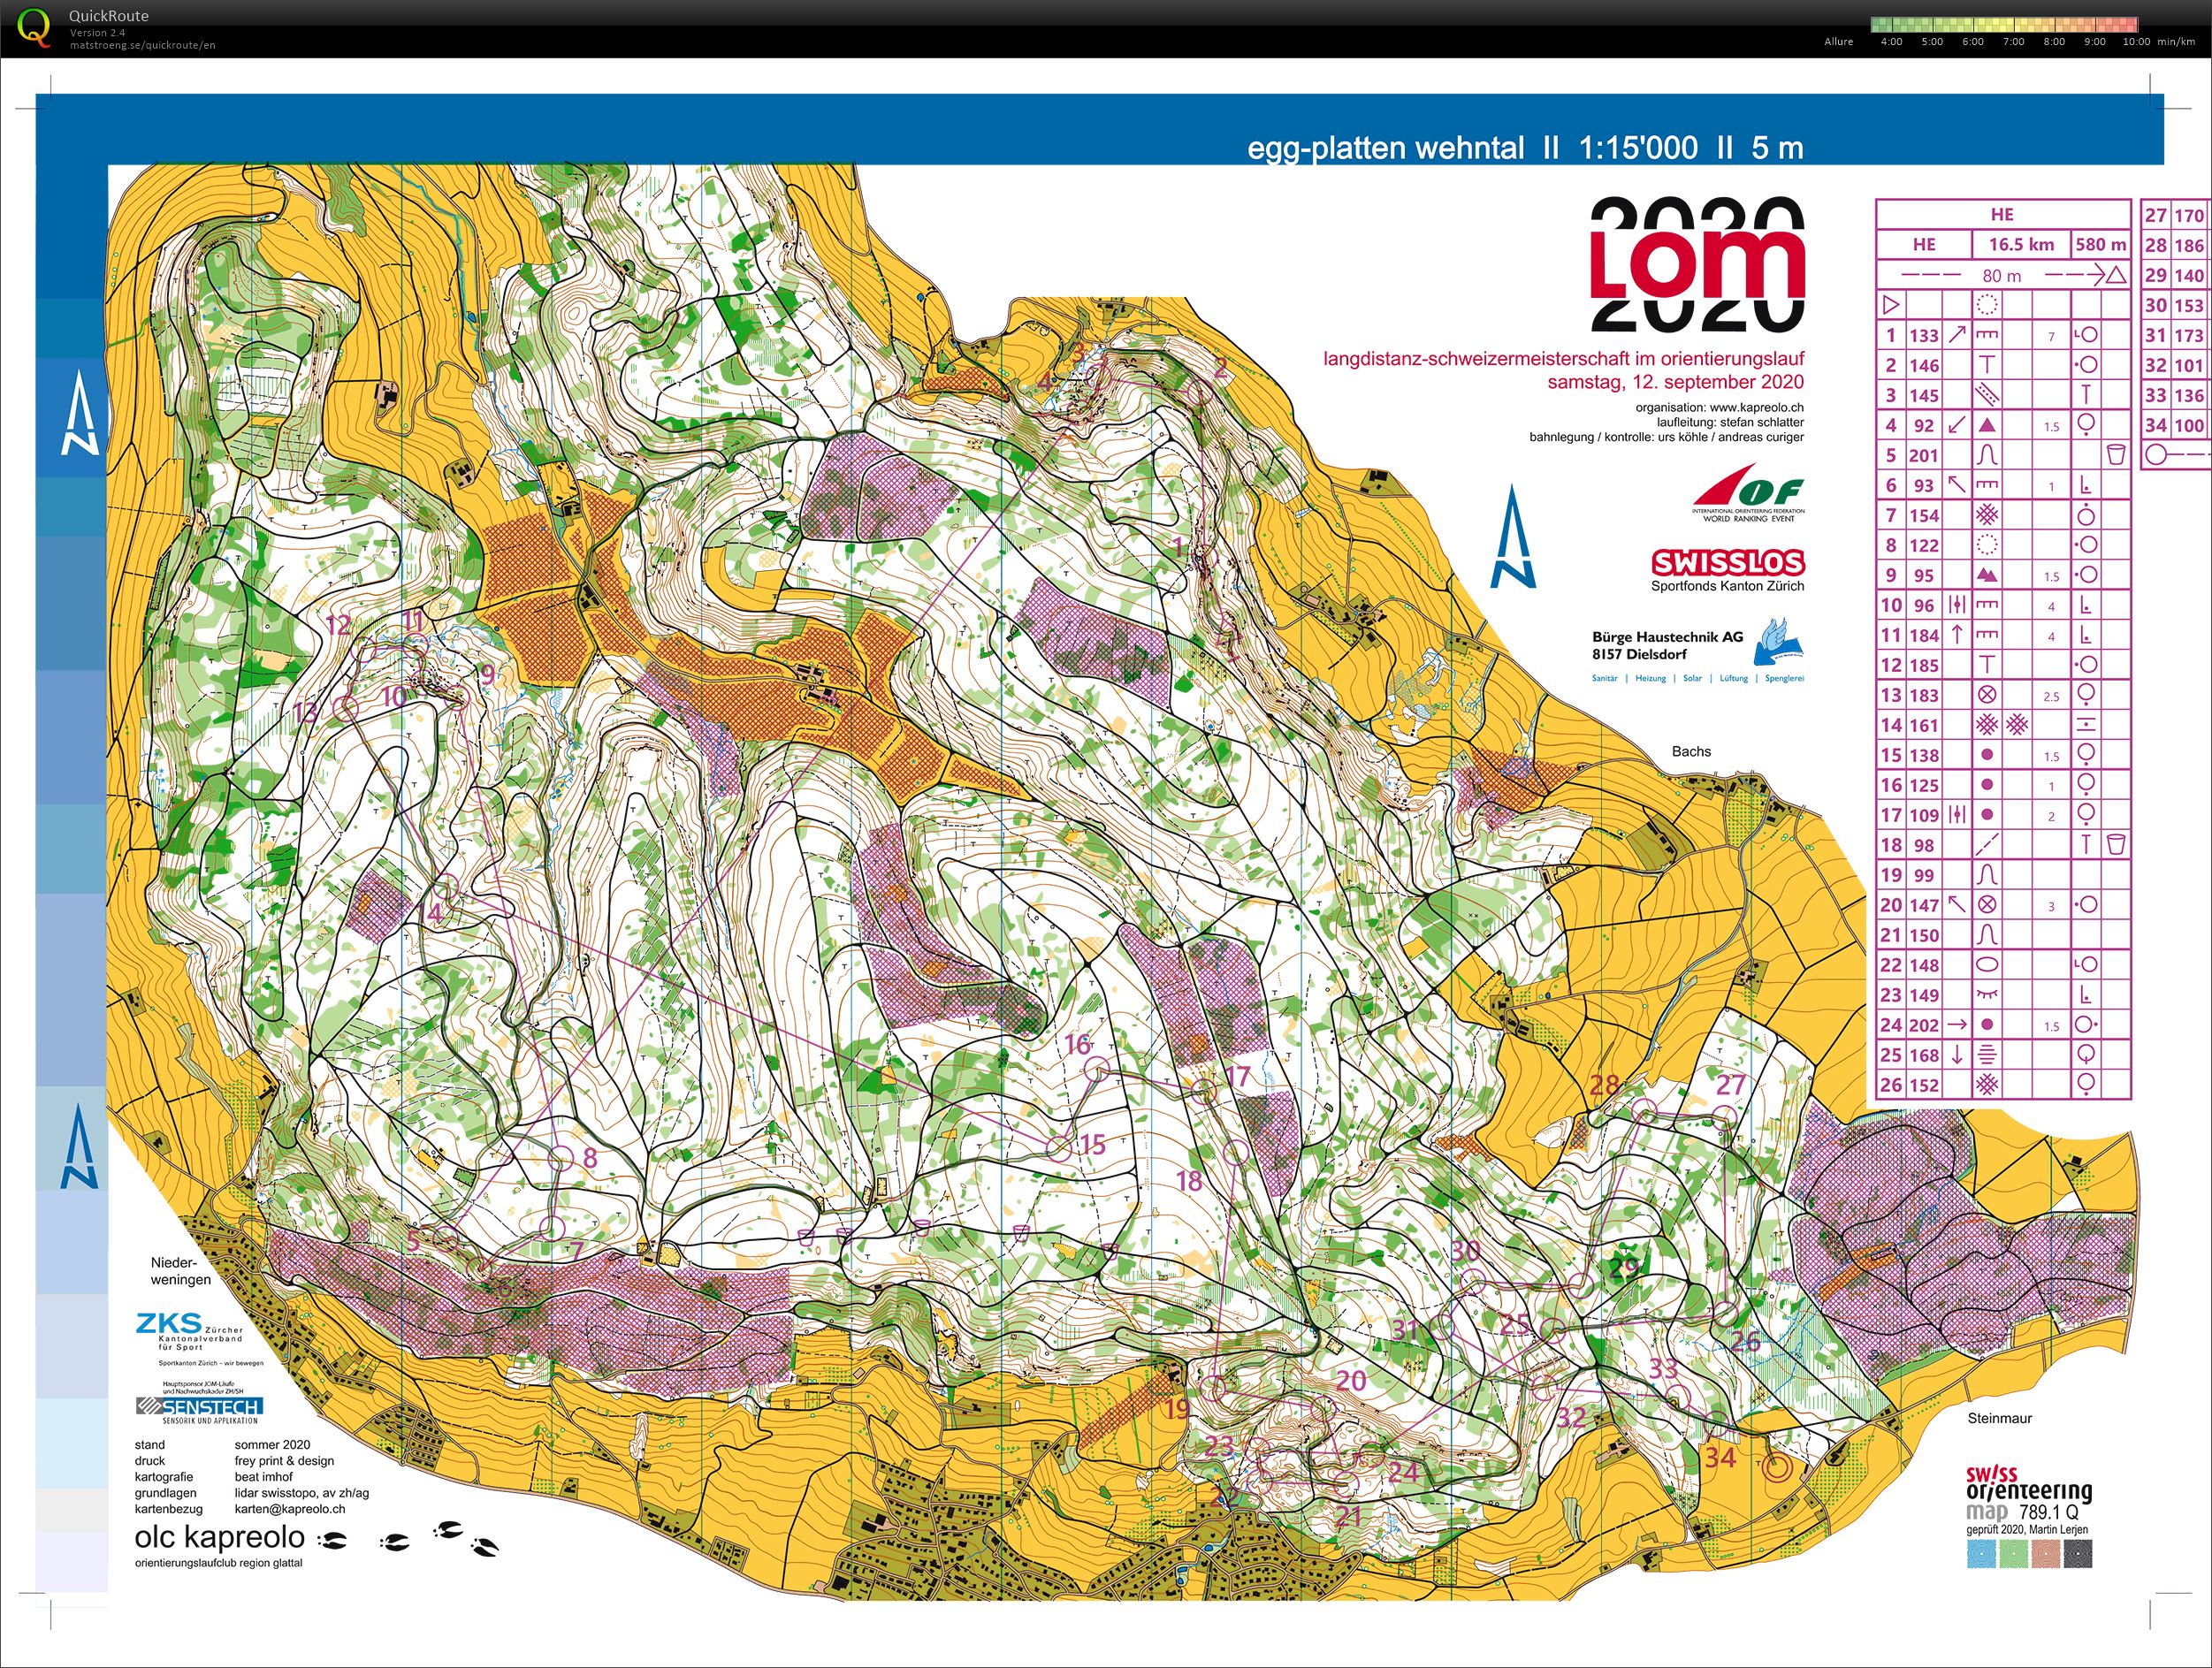 QuickRoute
Version 2.4
matstroeng.se/quickroute/en
Allure 4:00 5:00 6:00 7:00 8:00 9:00 10:00 min/km
egg-platten wehntal II 1:15'000 II 5 m
2020
Lom
2020
langdistanz-schweizermeisterschaft im orientierungslauf
samstag, 12. september 2020
organisation: www.kapreolo.ch
laufleitung: stefan schlatter
bahnlegung / kontrolle: urs köhle / andreas curiger
IOF
INTERNATIONAL ORIENTEERING FEDERATION
WORLD RANKING EVENT
SWISSLOS
Sportfonds Kanton Zürich
Bürge Haustechnik AG
8157 Dielsdorf
Sanitär | Heizung | Solar | Lüftung | Spenglerei
HE
HE 16.5 km 580 m
80 m
1 133 7
2 146
3 145
4 92 1.5
5 201
6 93 1
7 154
8 122
9 95 1.5
10 96 4
11 184 4
12 185
13 183 2.5
14 161
15 138 1.5
16 125 1
17 109 2
18 98
19 99
20 147 3
21 150
22 148
23 149
24 202 1.5
25 168
26 152
27 170
28 186
29 140
30 153
31 173
32 101
33 136
34 100
N
N
N
Bachs
1
2
3
4
5
6
7
8
9
10
11
12
13
14
15
16
17
18
19
20
21
22
23
24
25
26
27
28
29
30
31
32
33
34
Nieder-
weningen
ZKS Zürcher
Kantonalverband
für Sport
Sportkanton Zürich – wir bewegen
Hauptsponsor JOM-Läufe
und Nachwuchskader ZH/SH
SENSTECH
SENSORIK UND APPLIKATION
stand sommer 2020
druck frey print & design
kartografie beat imhof
grundlagen lidar swisstopo, av zh/ag
kartenbezug karten@kapreolo.ch
olc kapreolo
orientierungslaufclub region glattal
Steinmaur
swiss
orienteering
map 789.1 Q
geprüft 2020, Martin Lerjen